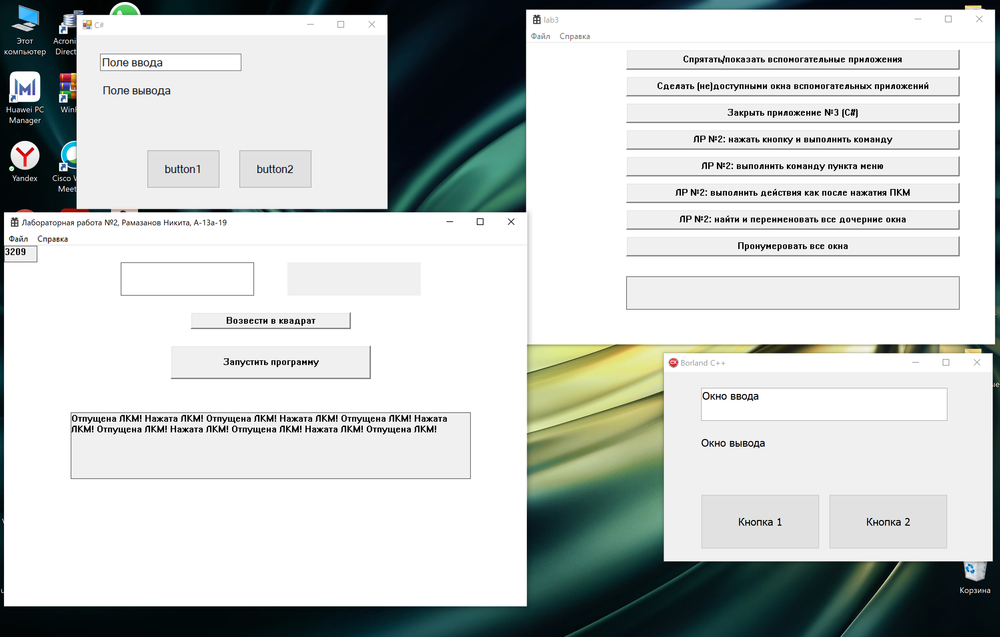 Этот
компьютер
Acronis
Direct
Huawei PC
Manager
Win
Yandex
Cisco
Meet
C#
Поле ввода
Поле вывода
button1
button2
lab3
Файл Справка
Спрятать/показать вспомогательные приложения
Сделать (не)доступными окна вспомогательных приложений
Закрыть приложение №3 (C#)
ЛР №2: нажать кнопку и выполнить команду
ЛР №2: выполнить команду пункта меню
ЛР №2: выполнить действия как после нажатия ПКМ
ЛР №2: найти и переименовать все дочерние окна
Пронумеровать все окна
Лабораторная работа №2, Рамазанов Никита, А-13а-19
Файл Справка
3209
Возвести в квадрат
Запустить программу
Отпущена ЛКМ! Нажата ЛКМ! Отпущена ЛКМ! Нажата ЛКМ! Отпущена ЛКМ! Нажата
ЛКМ! Отпущена ЛКМ! Нажата ЛКМ! Отпущена ЛКМ! Нажата ЛКМ! Отпущена ЛКМ!
CX Borland C++
Окно ввода
Окно вывода
Кнопка 1
Кнопка 2
Корзина